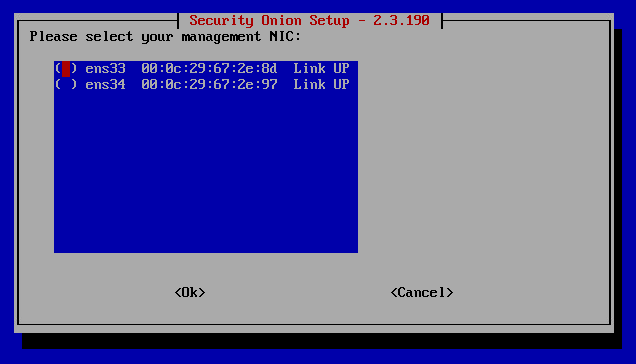 Security Onion Setup - 2.3.190
Please select your management NIC:
( ) ens33  00:0c:29:67:2e:8d  Link UP
( ) ens34  00:0c:29:67:2e:97  Link UP
<Ok>
<Cancel>